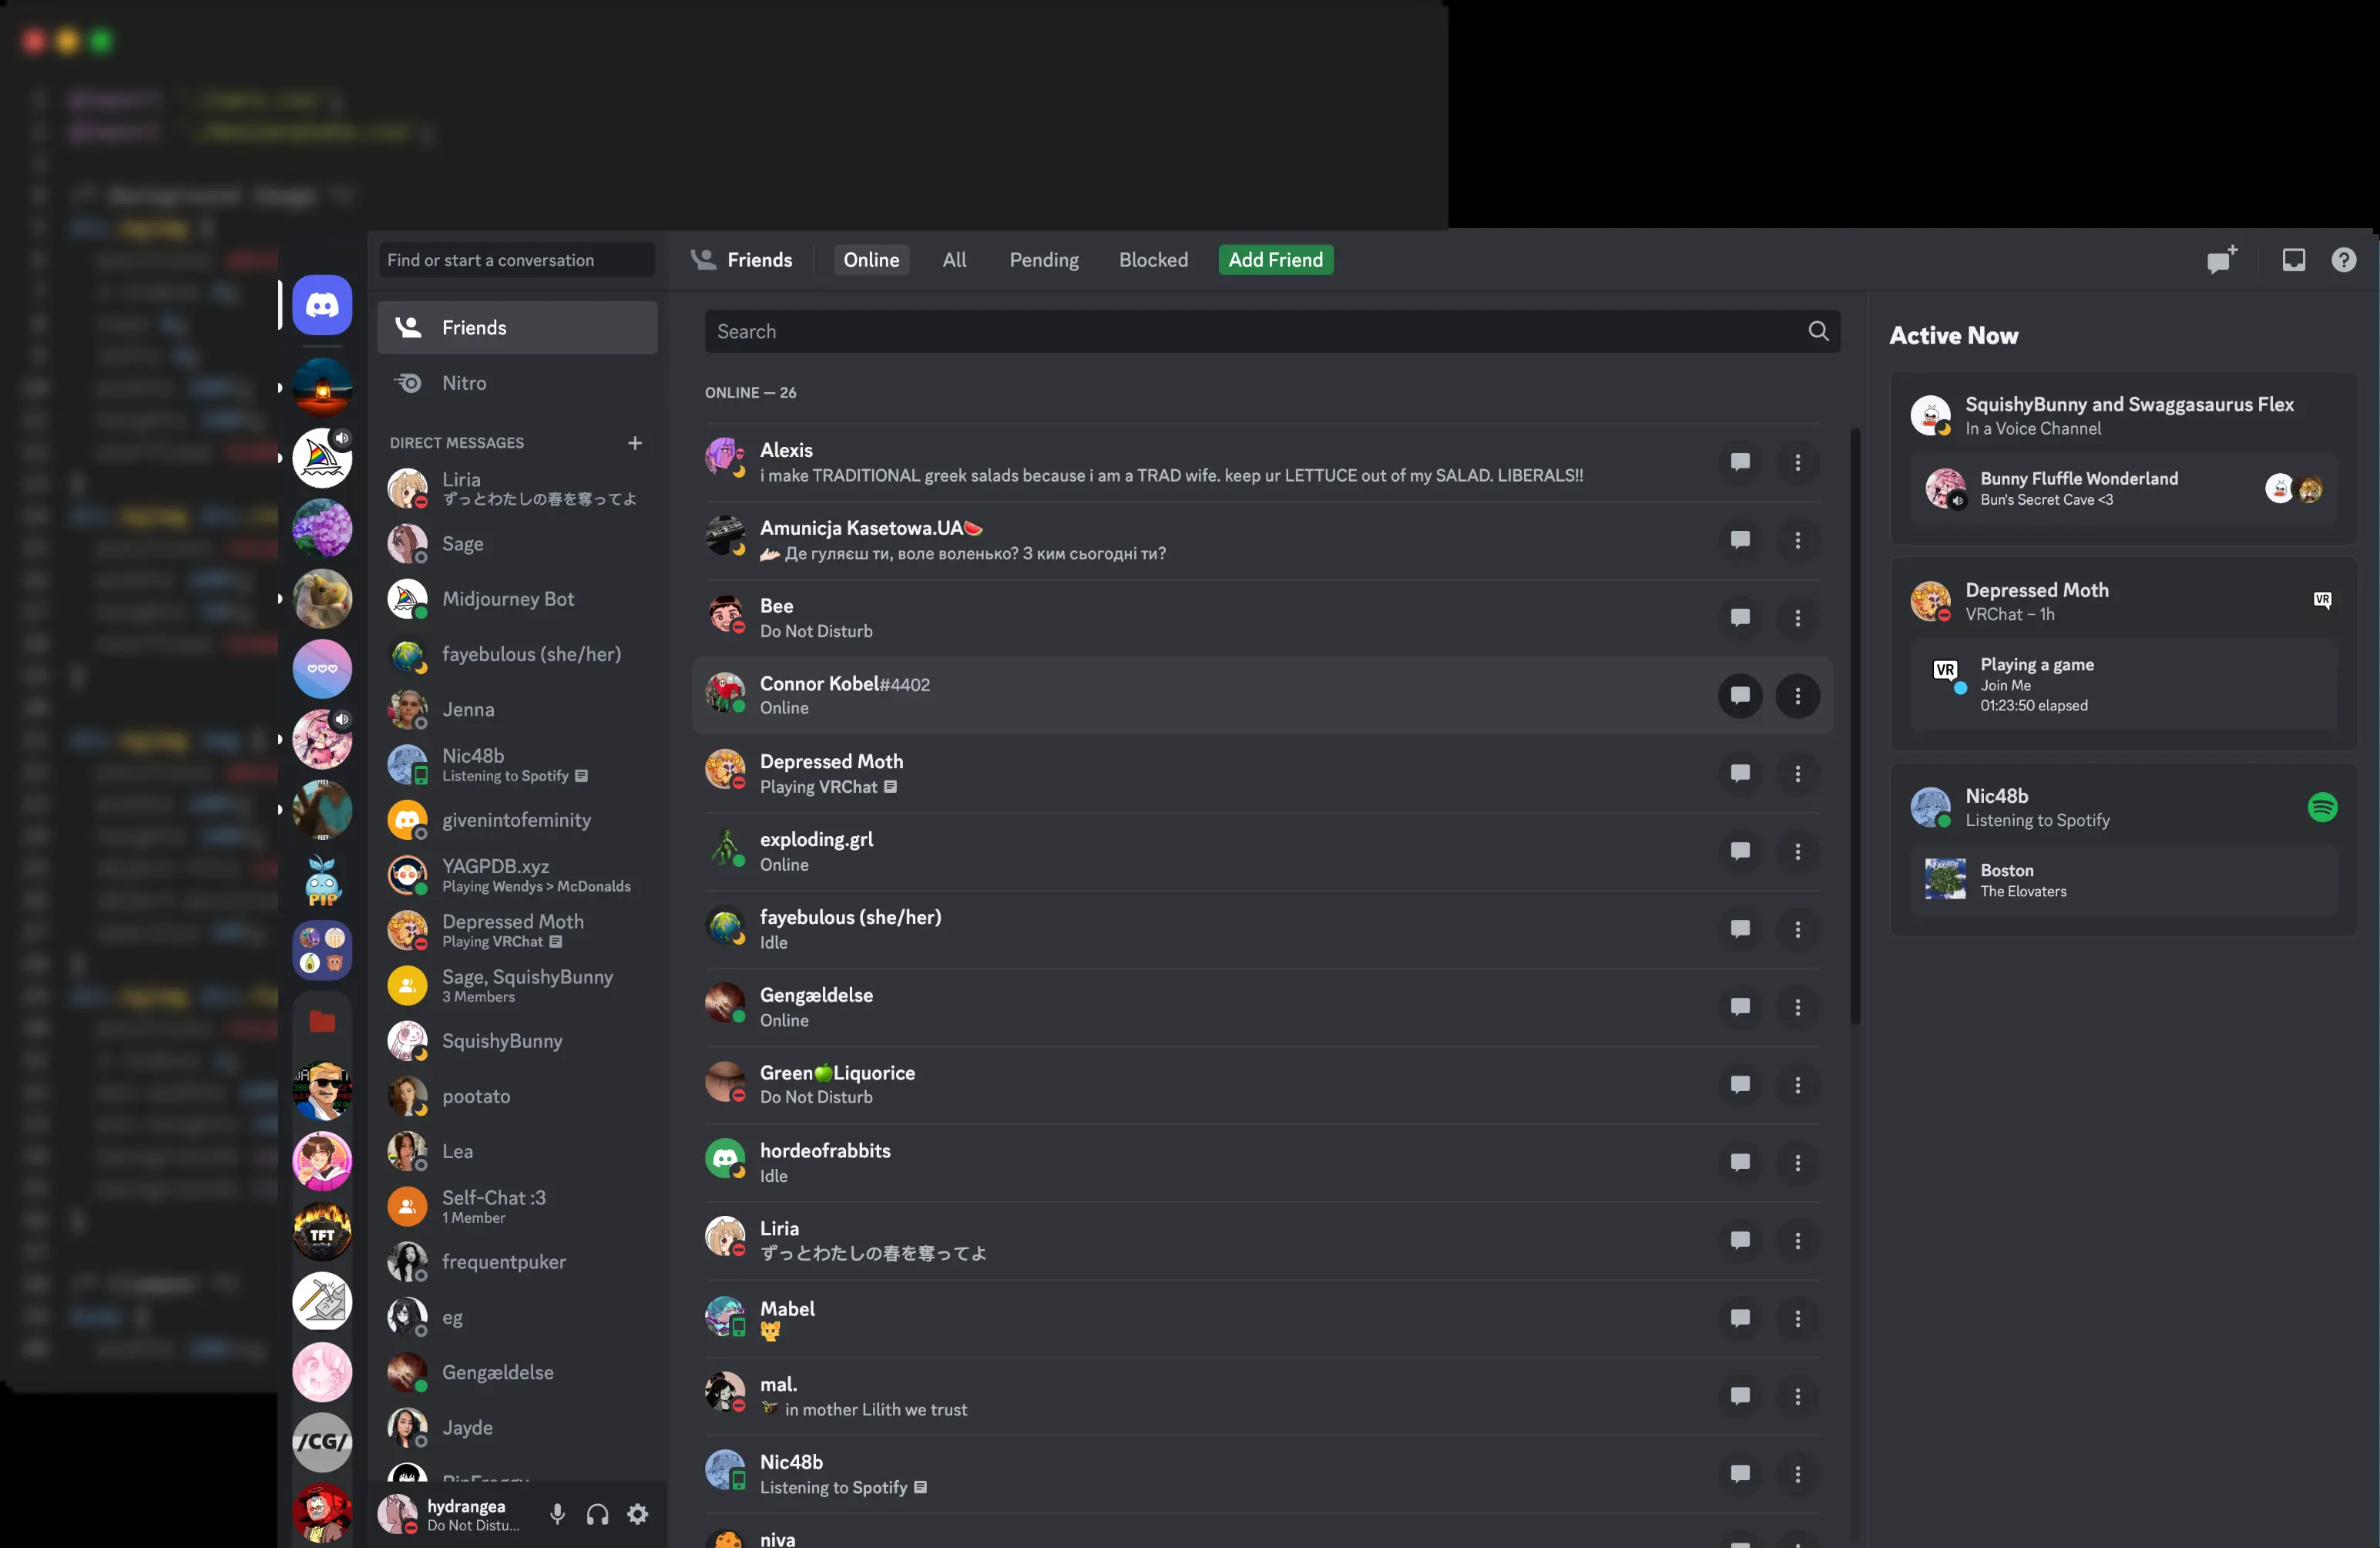 Find or start a conversation
Friends
Nitro
DIRECT MESSAGES
Liria
ずっとわたしの春を奪ってよ
Sage
Midjourney Bot
fayebulous (she/her)
Jenna
Nic48b
Listening to Spotify
givenintofeminity
YAGPDB.xyz
Playing Wendys > McDonalds
Depressed Moth
Playing VRChat
Sage, SquishyBunny
3 Members
SquishyBunny
pootato
Lea
Self-Chat :3
1 Member
frequentpuker
eg
Gengældelse
Jayde
hydrangea
Do Not Distu...
PIP
TFT
/CG/
Friends
Online
All
Pending
Blocked
Add Friend
Search
ONLINE — 26
Alexis
i make TRADITIONAL greek salads because i am a TRAD wife. keep ur LETTUCE out of my SALAD. LIBERALS!!
Amunicja Kasetowa.UA🍉
🫴🏻 Де гуляєш ти, воле воленько? З ким сьогодні ти?
Bee
Do Not Disturb
Connor Kobel#4402
Online
Depressed Moth
Playing VRChat
exploding.grl
Online
fayebulous (she/her)
Idle
Gengældelse
Online
Green🍏Liquorice
Do Not Disturb
hordeofrabbits
Idle
Liria
ずっとわたしの春を奪ってよ
Mabel
mal.
in mother Lilith we trust
Nic48b
Listening to Spotify
niva
Active Now
SquishyBunny and Swaggasaurus Flex
In a Voice Channel
Bunny Fluffle Wonderland
Bun's Secret Cave <3
Depressed Moth
VRChat – 1h
VR
VR
Playing a game
Join Me
01:23:50 elapsed
Nic48b
Listening to Spotify
Boston
The Elovaters